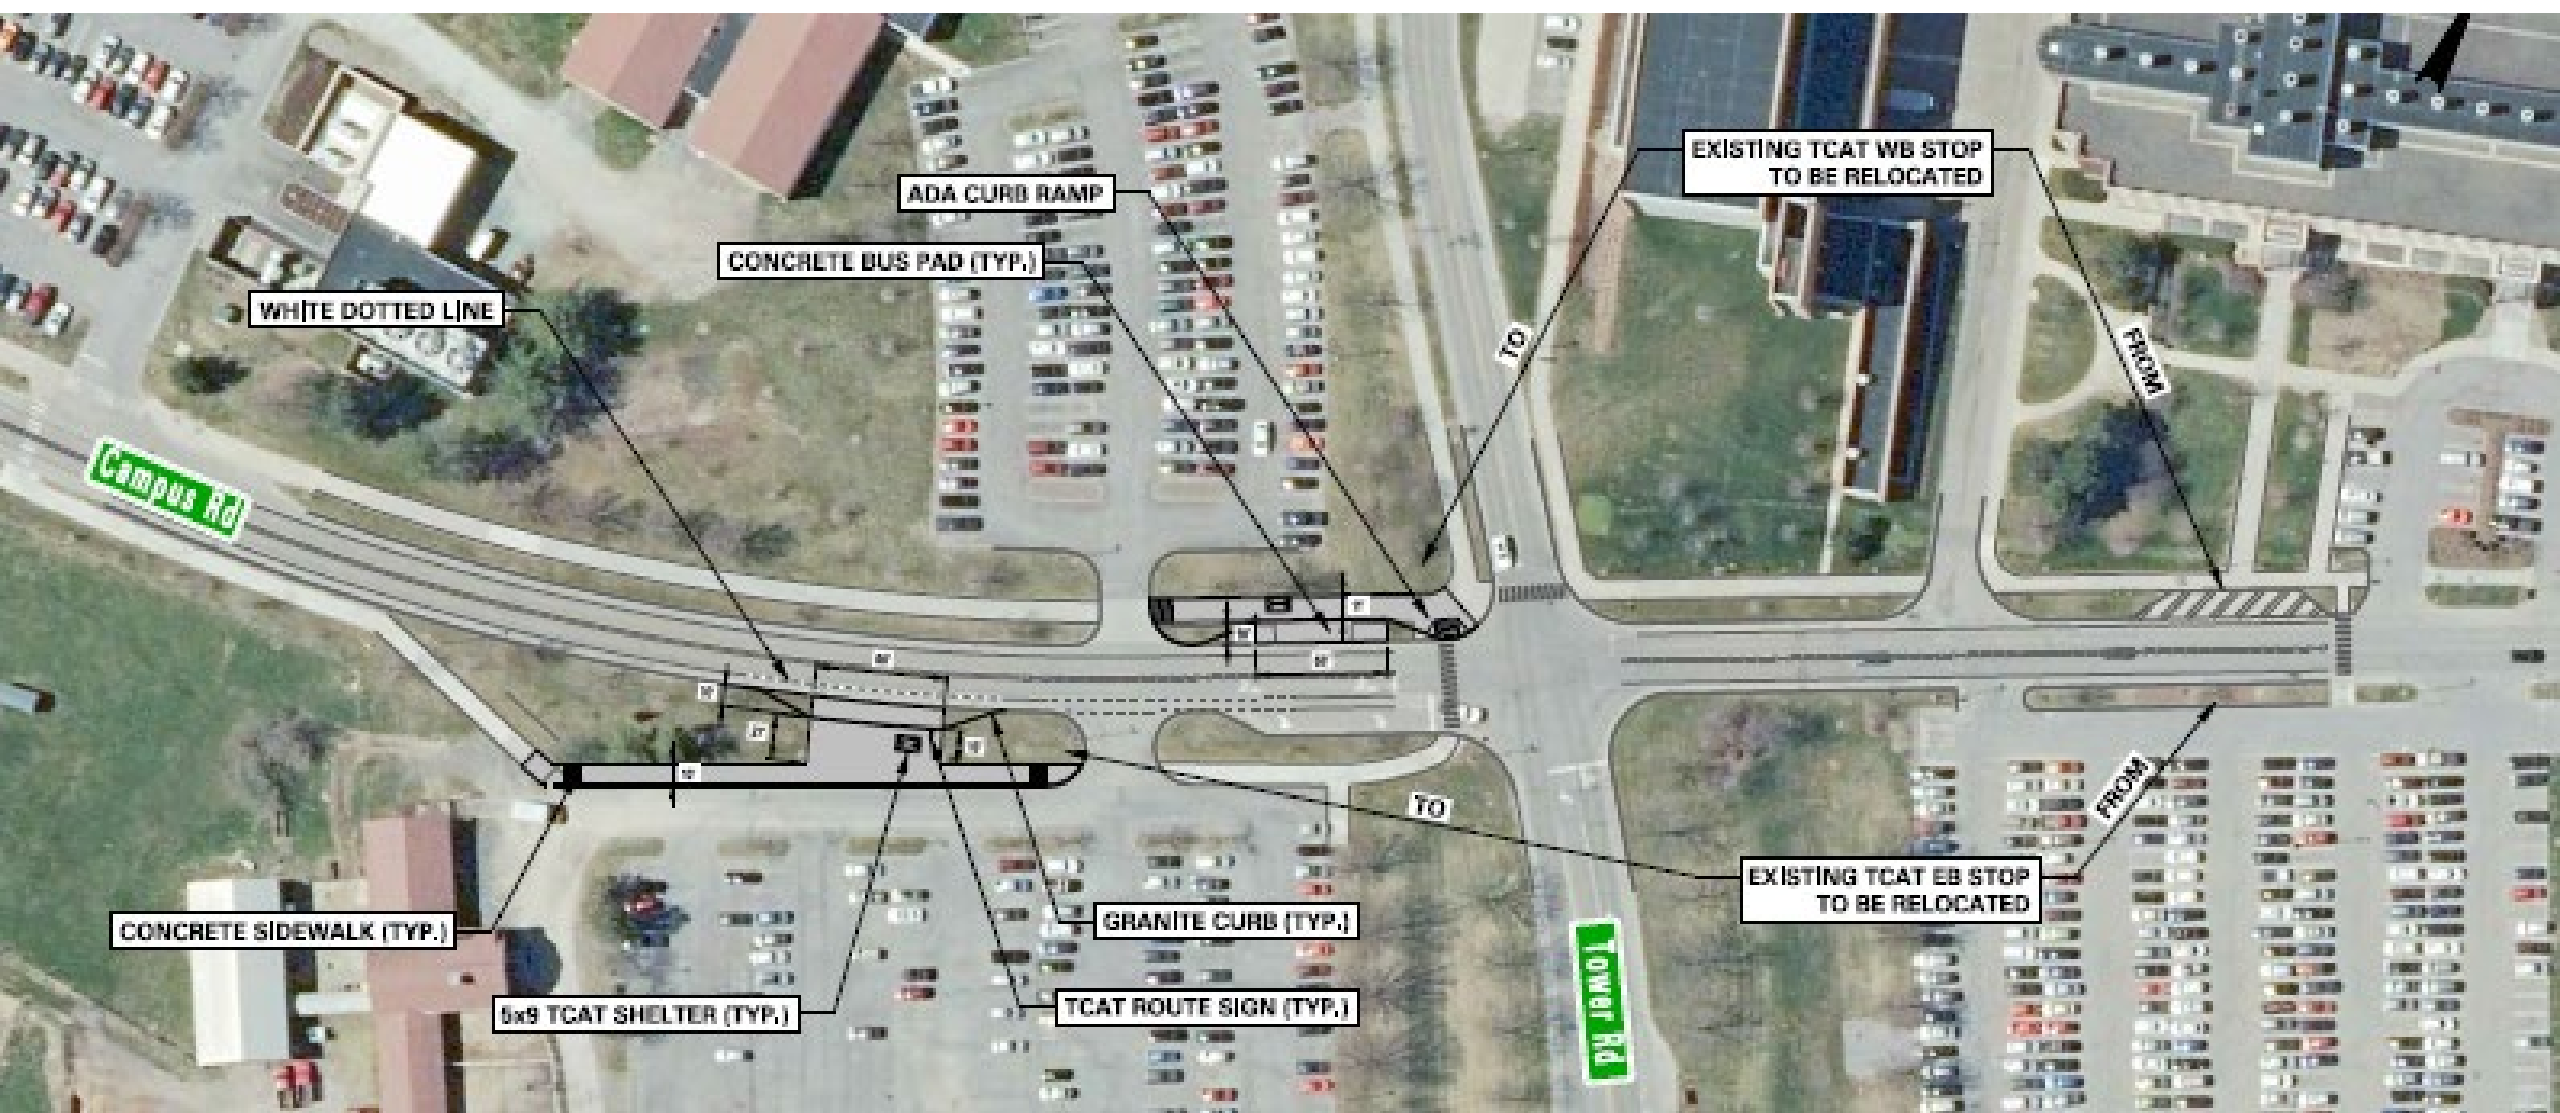 EXISTING TCAT WB STOP
TO BE RELOCATED
ADA CURB RAMP
CONCRETE BUS PAD (TYP.)
WHITE DOTTED LINE
TO
FROM
Campus Rd
TO
FROM
EXISTING TCAT EB STOP
TO BE RELOCATED
CONCRETE SIDEWALK (TYP.)
GRANITE CURB (TYP.)
5x9 TCAT SHELTER (TYP.)
TCAT ROUTE SIGN (TYP.)
Tower Rd